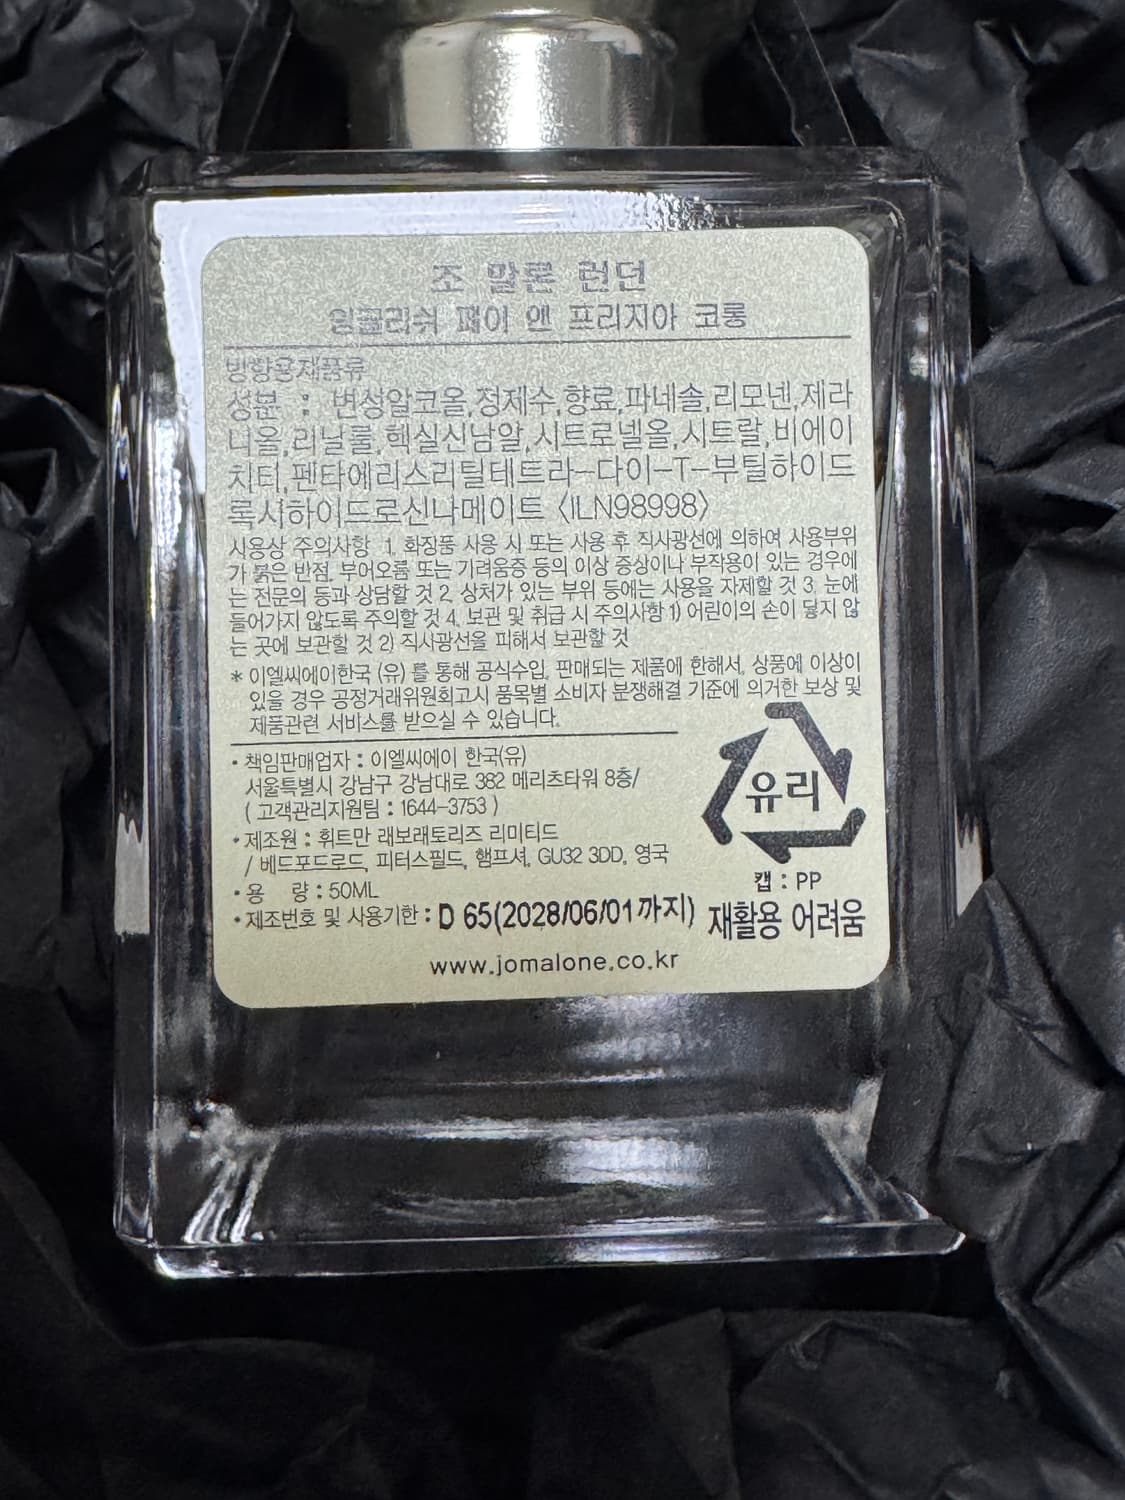 조 말론 런던
잉글리쉬 페어 앤 프리지아 코롱
방향용제품류
성분 : 변성알코올,정제수,향료,파네솔,리모넨,제라
니올,리날룰,헥실신남알,시트로넬올,시트랄,비에이
치티,펜타에리스리틸테트라-다이-T-부틸하이드
록시하이드로신나메이트 〈ILN98998〉
사용상 주의사항 1. 화장품 사용 시 또는 사용 후 직사광선에 의하여 사용부위
가 붉은 반점, 부어오름 또는 가려움증 등의 이상 증상이나 부작용이 있는 경우에
는 전문의 등과 상담할 것 2. 상처가 있는 부위 등에는 사용을 자제할 것 3. 눈에
들어가지 않도록 주의할 것 4. 보관 및 취급 시 주의사항 1) 어린이의 손이 닿지 않
는 곳에 보관할 것 2) 직사광선을 피해서 보관할 것
* 이엘씨에이한국 (유) 를 통해 공식수입, 판매되는 제품에 한해서, 상품에 이상이
있을 경우 공정거래위원회고시 품목별 소비자 분쟁해결 기준에 의거한 보상 및
제품관련 서비스를 받으실 수 있습니다.
• 책임판매업자 : 이엘씨에이 한국(유)
서울특별시 강남구 강남대로 382 메리츠타워 8층/
( 고객관리지원팀 : 1644-3753 )
• 제조원 : 휘트만 래보래토리즈 리미티드
/ 베드포드로드, 피터스필드, 햄프셔, GU32 3DD, 영국
• 용 량 : 50ML
• 제조번호 및 사용기한 : D 65(2028/06/01까지)
유리
캡 : PP
재활용 어려움
www.jomalone.co.kr